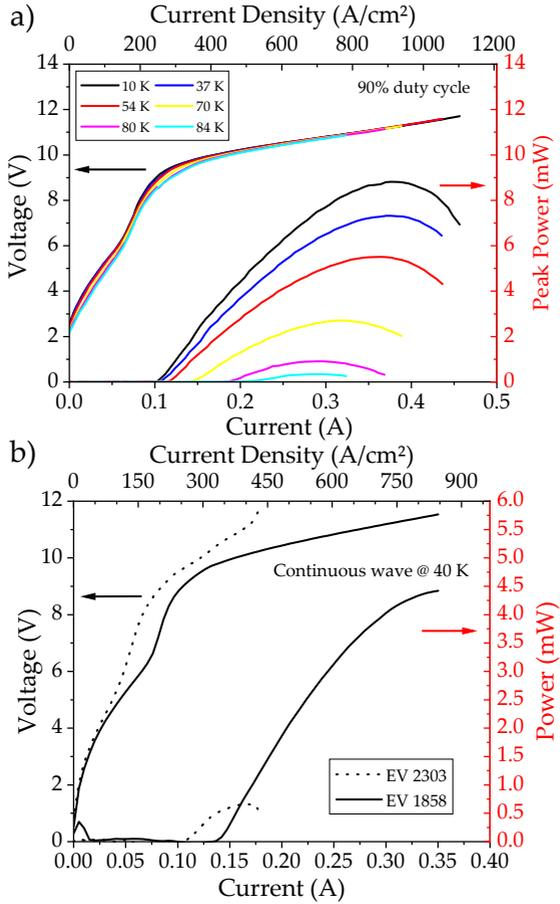 a)
Current Density (A/cm²)
0 200 400 600 800 1000 1200
14
12
10
8
6
4
2
0
Voltage (V)
10 K 37 K
54 K 70 K
80 K 84 K
90% duty cycle
14
12
10
8
6
4
2
0
Peak Power (mW)
0.0 0.1 0.2 0.3 0.4 0.5
Current (A)
b)
Current Density (A/cm²)
0 150 300 450 600 750 900
12
10
8
6
4
2
0
Voltage (V)
Continuous wave @ 40 K
EV 2303
EV 1858
6.0
5.5
5.0
4.5
4.0
3.5
3.0
2.5
2.0
1.5
1.0
0.5
0.0
Power (mW)
0.00 0.05 0.10 0.15 0.20 0.25 0.30 0.35 0.40
Current (A)